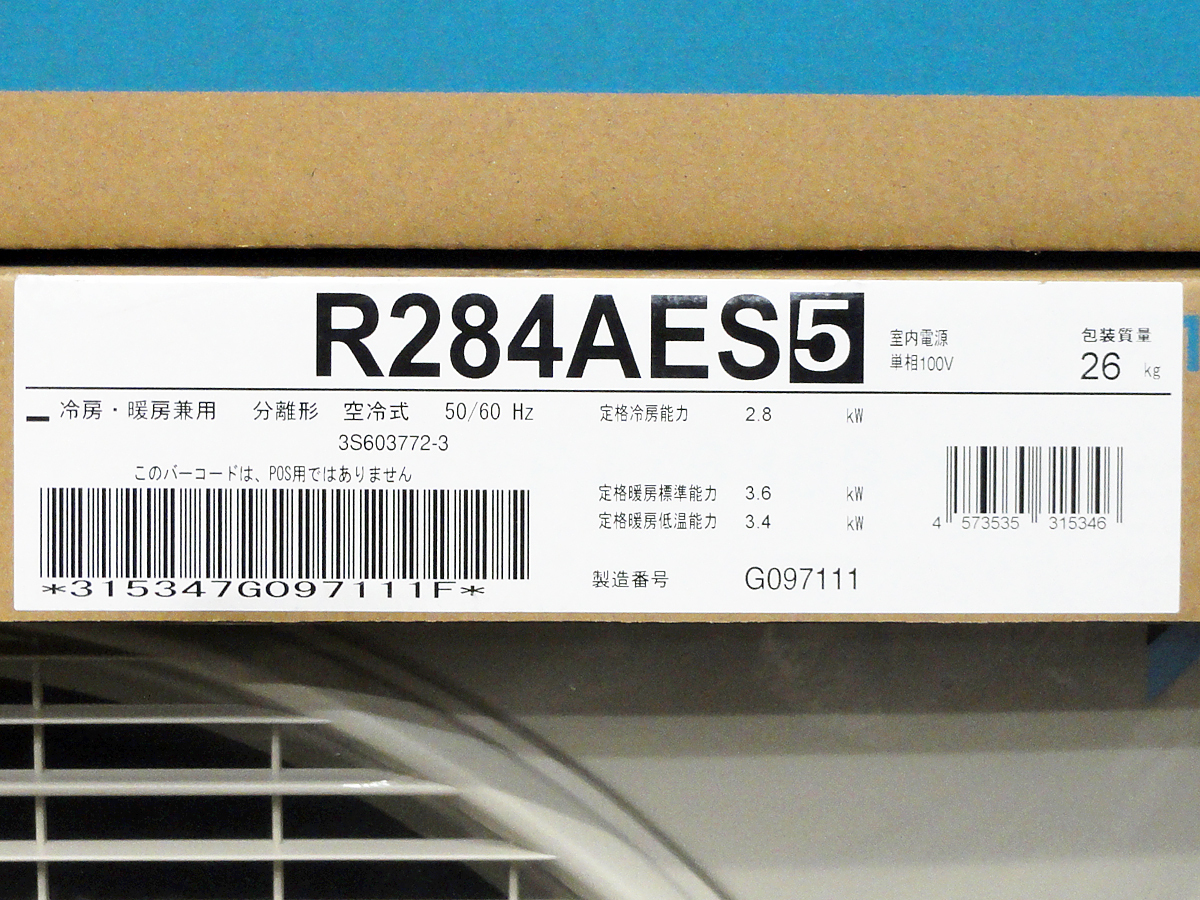 R284AES5
室内電源
単相100V
包装質量
26 kg
冷房・暖房兼用 分離形 空冷式 50/60 Hz
3S603772-3
このバーコードは、POS用ではありません
*315347G097111F*
定格冷房能力 2.8 kW
定格暖房標準能力 3.6 kW
定格暖房低温能力 3.4 kW
製造番号 G097111
4 573535 315346